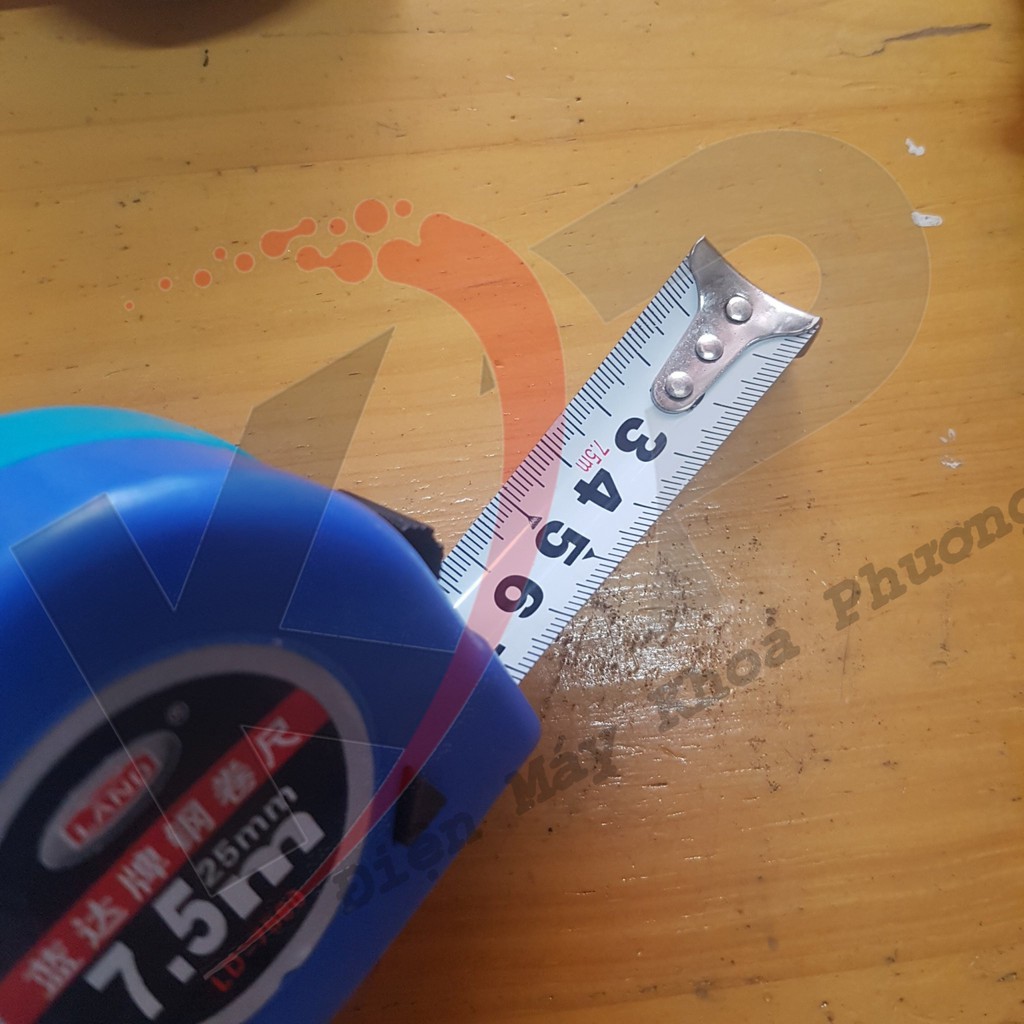 3
7.5m
4
5
6
LAND
®
蓝达牌钢卷尺
25mm
7.5m
Điện Máy Khoa Phương